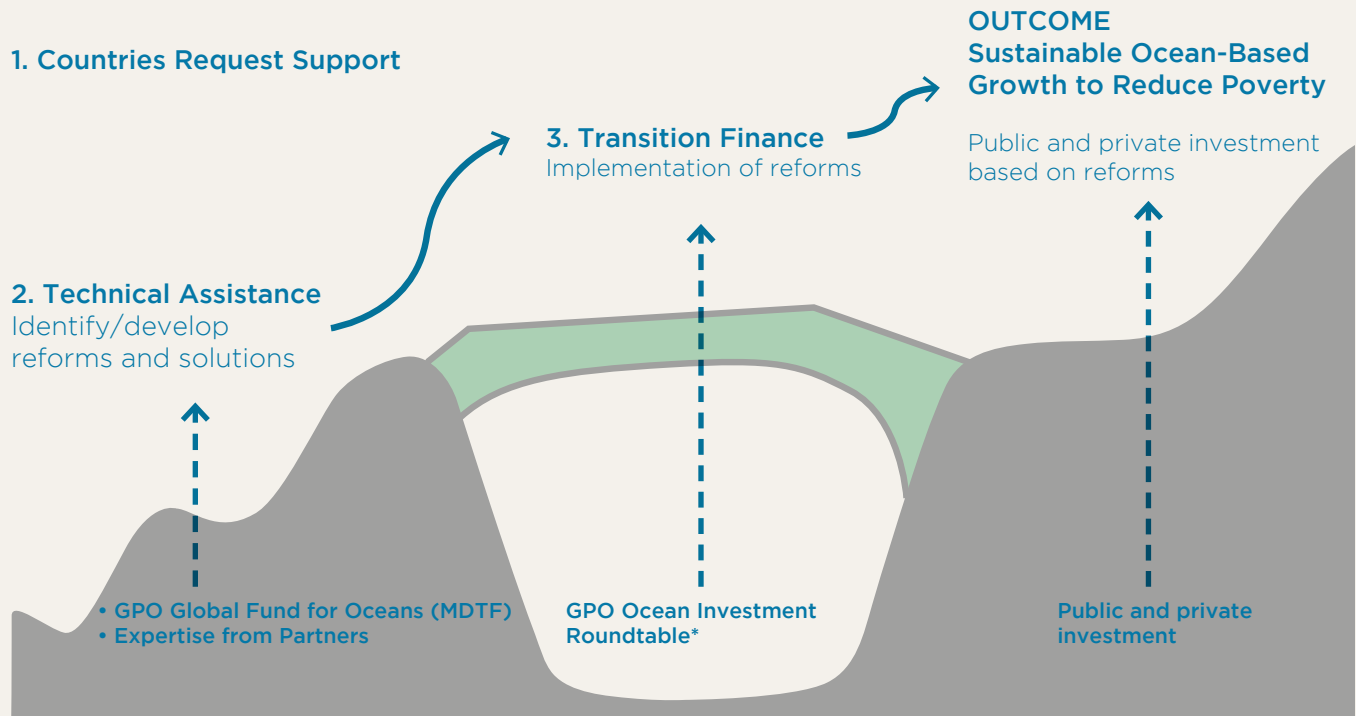 1. Countries Request Support
2. Technical Assistance
Identify/develop
reforms and solutions
• GPO Global Fund for Oceans (MDTF)
• Expertise from Partners
3. Transition Finance
Implementation of reforms
GPO Ocean Investment
Roundtable*
OUTCOME
Sustainable Ocean-Based
Growth to Reduce Poverty
Public and private investment
based on reforms
Public and private
investment